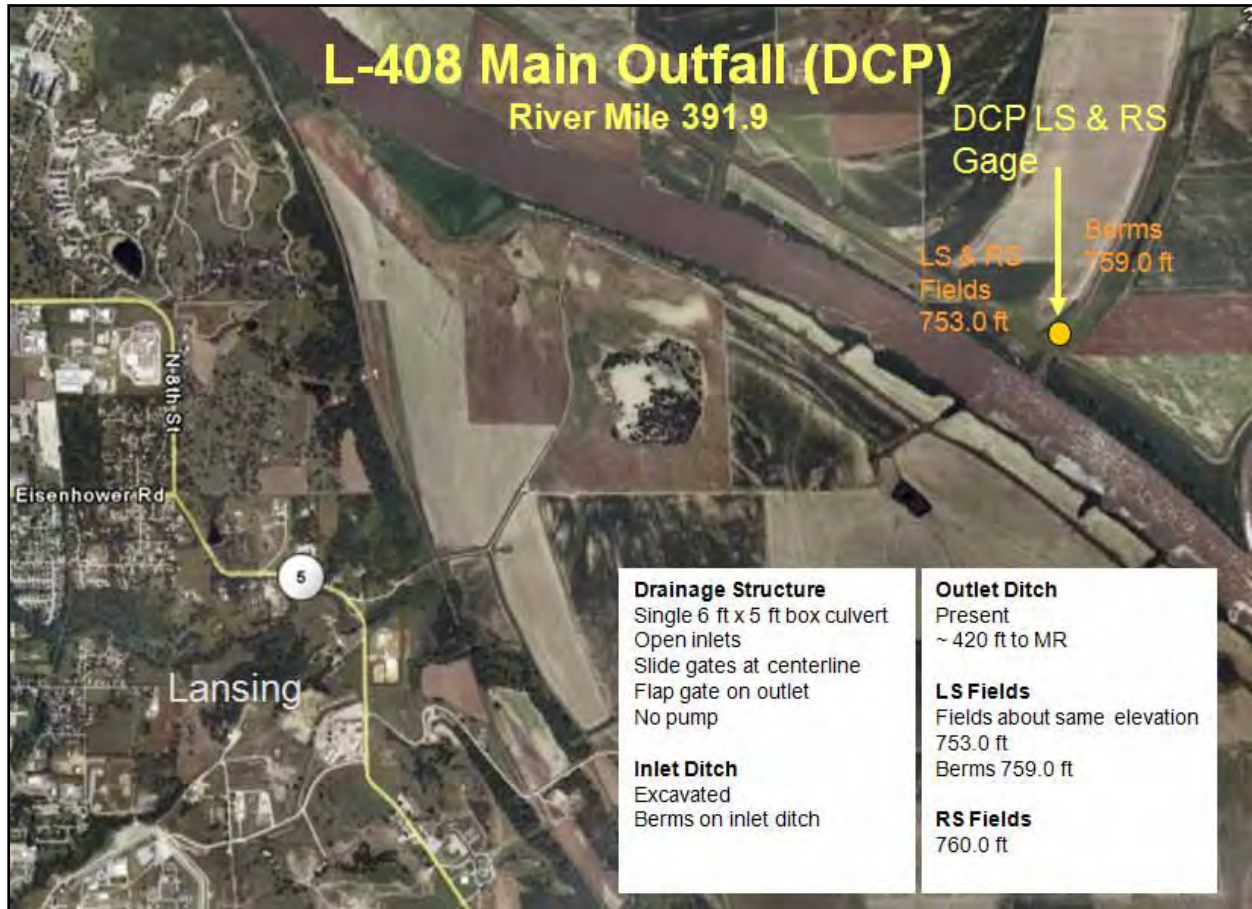 L-408 Main Outfall (DCP)
River Mile 391.9
DCP LS & RS
Gage
Berms
759.0 ft
LS & RS
Fields
753.0 ft
N 8th St
Eisenhower Rd
5
Lansing
Drainage Structure
Single 6 ft x 5 ft box culvert
Open inlets
Slide gates at centerline
Flap gate on outlet
No pump
Inlet Ditch
Excavated
Berms on inlet ditch
Outlet Ditch
Present
~ 420 ft to MR
LS Fields
Fields about same elevation
753.0 ft
Berms 759.0 ft
RS Fields
760.0 ft